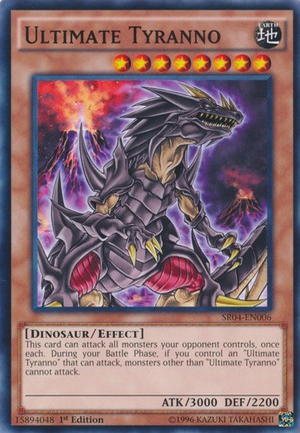 ULTIMATE TYRANNO
EARTH
地
SR04-EN006
[DINOSAUR/EFFECT]
This card can attack all monsters your opponent controls, once
each. During your Battle Phase, if you control an "Ultimate
Tyranno" that can attack, monsters other than "Ultimate Tyranno"
cannot attack.
ATK/3000 DEF/2200
15894048 1st Edition ©1996 KAZUKI TAKAHASHI